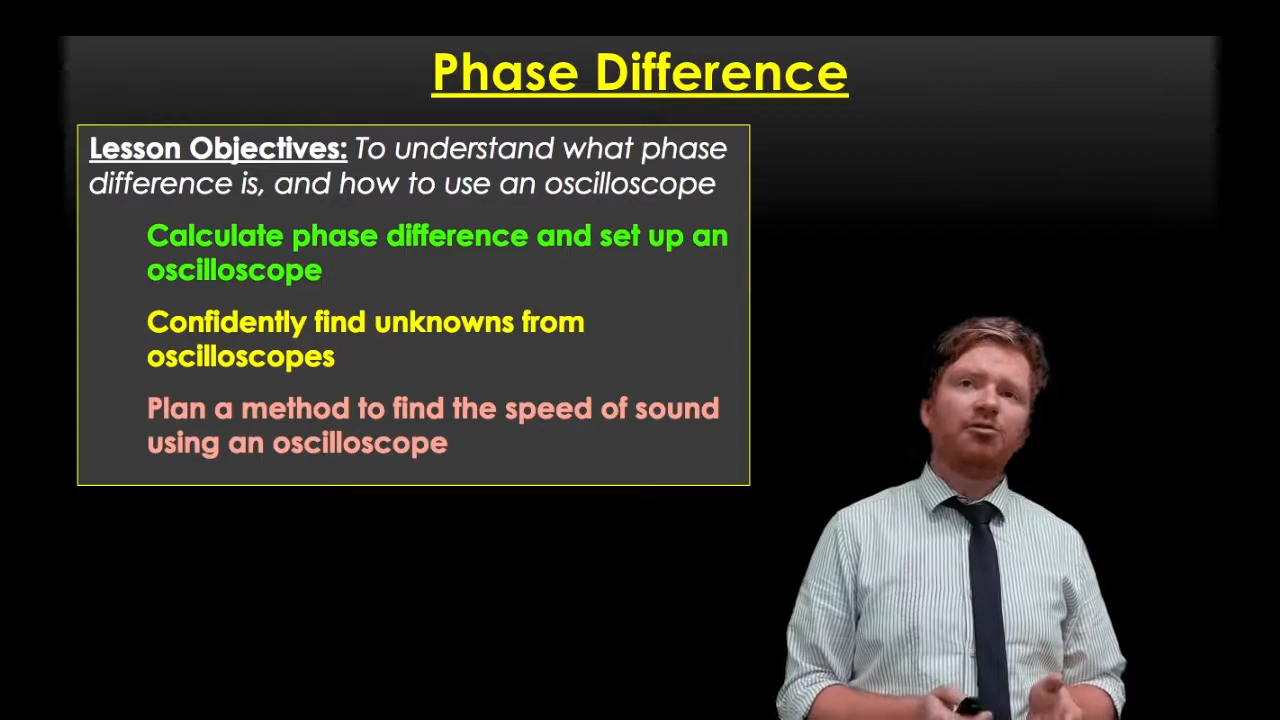 Phase Difference
Lesson Objectives: To understand what phase
difference is, and how to use an oscilloscope
Calculate phase difference and set up an
oscilloscope
Confidently find unknowns from
oscilloscopes
Plan a method to find the speed of sound
using an oscilloscope